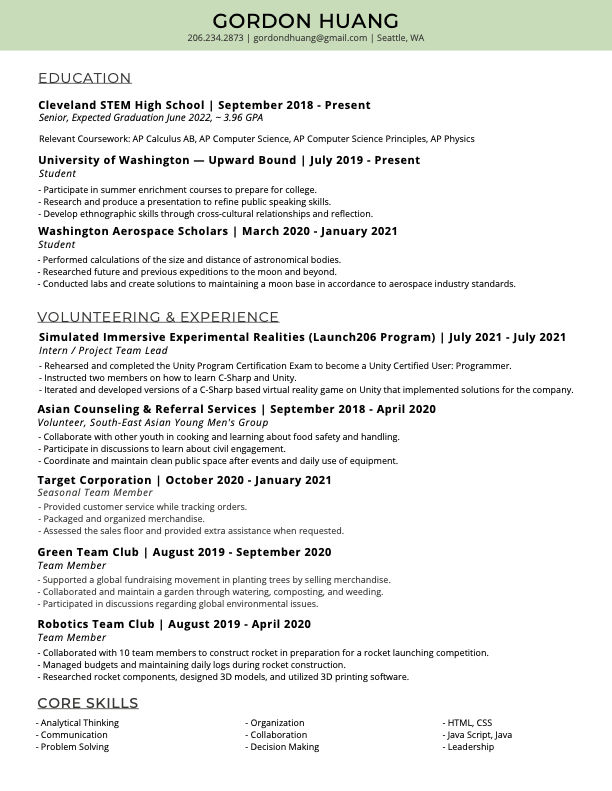 GORDON HUANG
206.234.2873 | gordondhuang@gmail.com | Seattle, WA
EDUCATION
Cleveland STEM High School | September 2018 - Present
Senior, Expected Graduation June 2022, ~ 3.96 GPA
Relevant Coursework: AP Calculus AB, AP Computer Science, AP Computer Science Principles, AP Physics
University of Washington — Upward Bound | July 2019 - Present
Student
- Participate in summer enrichment courses to prepare for college.
- Research and produce a presentation to refine public speaking skills.
- Develop ethnographic skills through cross-cultural relationships and reflection.
Washington Aerospace Scholars | March 2020 - January 2021
Student
- Performed calculations of the size and distance of astronomical bodies.
- Researched future and previous expeditions to the moon and beyond.
- Conducted labs and create solutions to maintaining a moon base in accordance to aerospace industry standards.
VOLUNTEERING & EXPERIENCE
Simulated Immersive Experimental Realities (Launch206 Program) | July 2021 - July 2021
Intern / Project Team Lead
- Rehearsed and completed the Unity Program Certification Exam to become a Unity Certified User: Programmer.
- Instructed two members on how to learn C-Sharp and Unity.
- Iterated and developed versions of a C-Sharp based virtual reality game on Unity that implemented solutions for the company.
Asian Counseling & Referral Services | September 2018 - April 2020
Volunteer, South-East Asian Young Men's Group
- Collaborate with other youth in cooking and learning about food safety and handling.
- Participate in discussions to learn about civil engagement.
- Coordinate and maintain clean public space after events and daily use of equipment.
Target Corporation | October 2020 - January 2021
Seasonal Team Member
- Provided customer service while tracking orders.
- Packaged and organized merchandise.
- Assessed the sales floor and provided extra assistance when requested.
Green Team Club | August 2019 - September 2020
Team Member
- Supported a global fundraising movement in planting trees by selling merchandise.
- Collaborated and maintain a garden through watering, composting, and weeding.
- Participated in discussions regarding global environmental issues.
Robotics Team Club | August 2019 - April 2020
Team Member
- Collaborated with 10 team members to construct rocket in preparation for a rocket launching competition.
- Managed budgets and maintaining daily logs during rocket construction.
- Researched rocket components, designed 3D models, and utilized 3D printing software.
CORE SKILLS
- Analytical Thinking
- Communication
- Problem Solving
- Organization
- Collaboration
- Decision Making
- HTML, CSS
- Java Script, Java
- Leadership